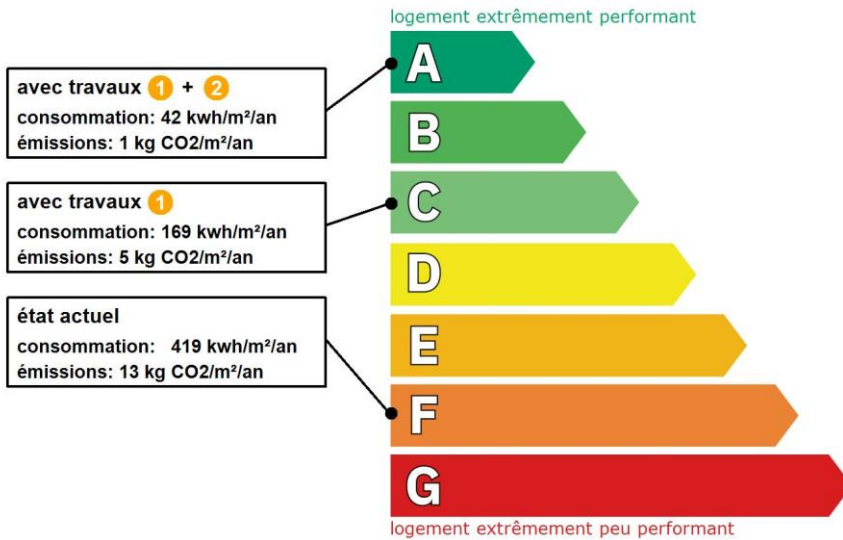 logement extrêmement performant
avec travaux 1 + 2
consommation: 42 kwh/m²/an
émissions: 1 kg CO2/m²/an
avec travaux 1
consommation: 169 kwh/m²/an
émissions: 5 kg CO2/m²/an
état actuel
consommation: 419 kwh/m²/an
émissions: 13 kg CO2/m²/an
A
B
C
D
E
F
G
logement extrêmement peu performant